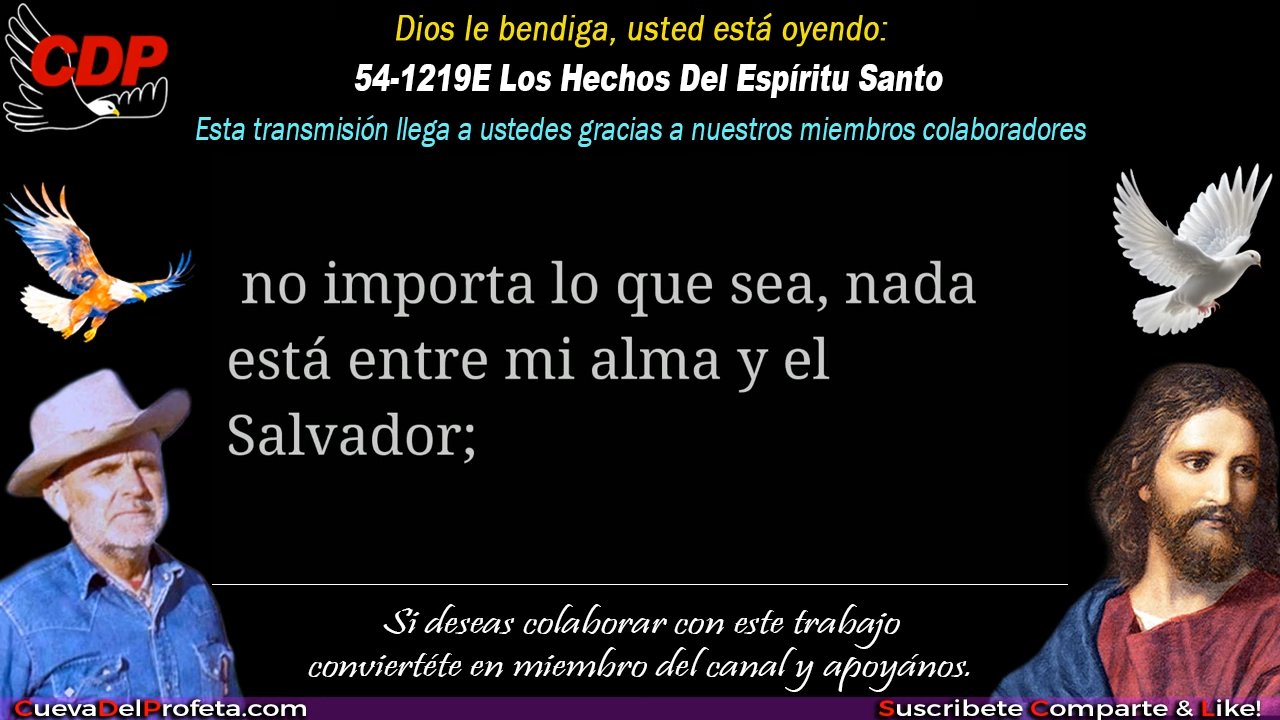 CDP
Dios le bendiga, usted está oyendo:
54-1219E Los Hechos Del Espíritu Santo
Esta transmisión llega a ustedes gracias a nuestros miembros colaboradores
no importa lo que sea, nada
está entre mi alma y el
Salvador;
Si deseas colaborar con este trabajo
conviertéte en miembro del canal y apoyános.
CuevaDelProfeta.com
Suscribete Comparte & Like!